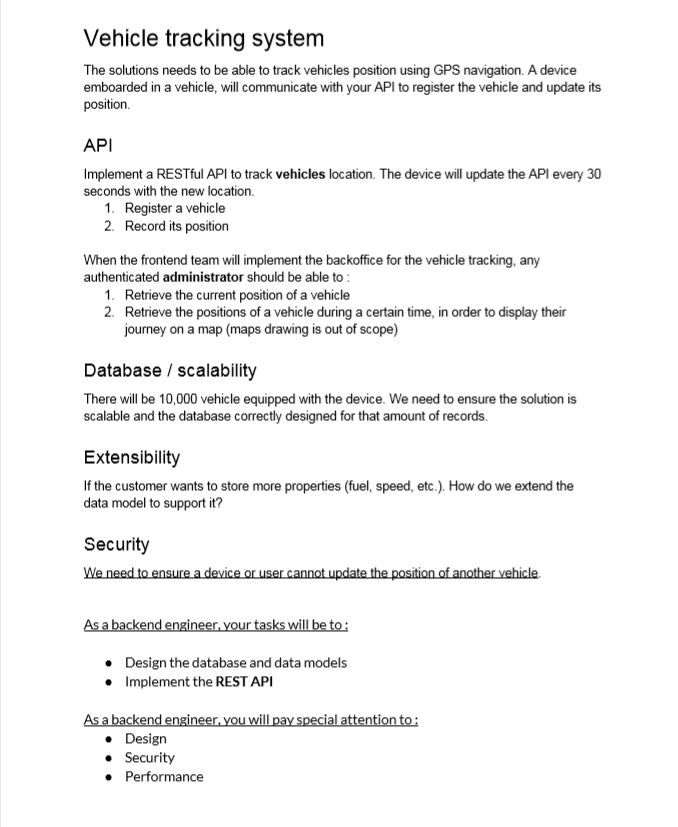 Vehicle tracking system
The solutions needs to be able to track vehicles position using GPS navigation. A device
emboarded in a vehicle, will communicate with your API to register the vehicle and update its
position.
API
Implement a RESTful API to track vehicles location. The device will update the API every 30
seconds with the new location.
1. Register a vehicle
2. Record its position
When the frontend team will implement the backoffice for the vehicle tracking, any
authenticated administrator should be able to :
1. Retrieve the current position of a vehicle
2. Retrieve the positions of a vehicle during a certain time, in order to display their
journey on a map (maps drawing is out of scope)
Database / scalability
There will be 10,000 vehicle equipped with the device. We need to ensure the solution is
scalable and the database correctly designed for that amount of records.
Extensibility
If the customer wants to store more properties (fuel, speed, etc.). How do we extend the
data model to support it?
Security
We need to ensure a device or user cannot update the position of another vehicle.
As a backend engineer, your tasks will be to :
● Design the database and data models
● Implement the REST API
As a backend engineer, you will pay special attention to :
● Design
● Security
● Performance